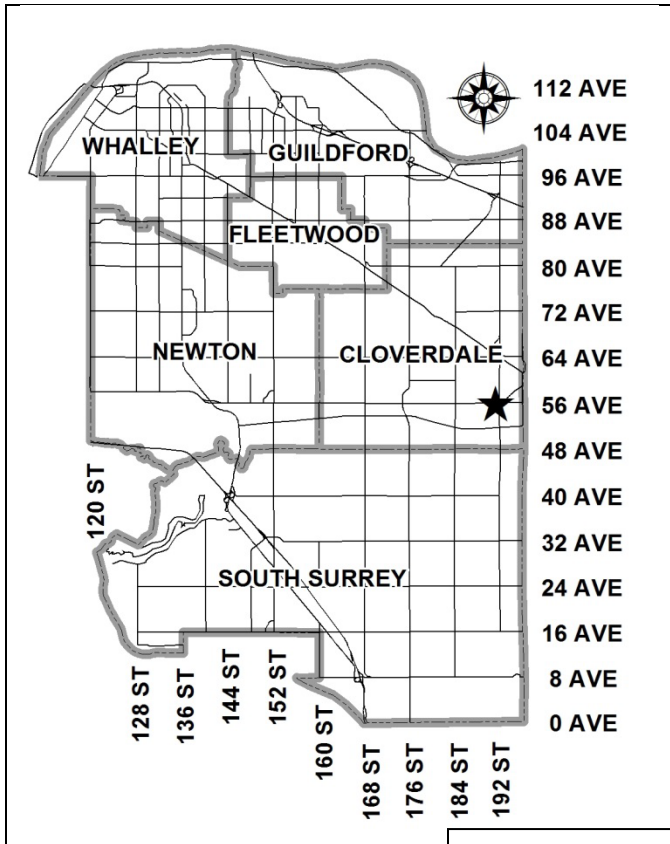 112 AVE
104 AVE
WHALLEY
GUILDFORD
96 AVE
88 AVE
FLEETWOOD
80 AVE
72 AVE
NEWTON
CLOVERDALE
64 AVE
56 AVE
48 AVE
120 ST
40 AVE
32 AVE
SOUTH SURREY
24 AVE
16 AVE
8 AVE
0 AVE
128 ST
136 ST
144 ST
152 ST
160 ST
168 ST
176 ST
184 ST
192 ST